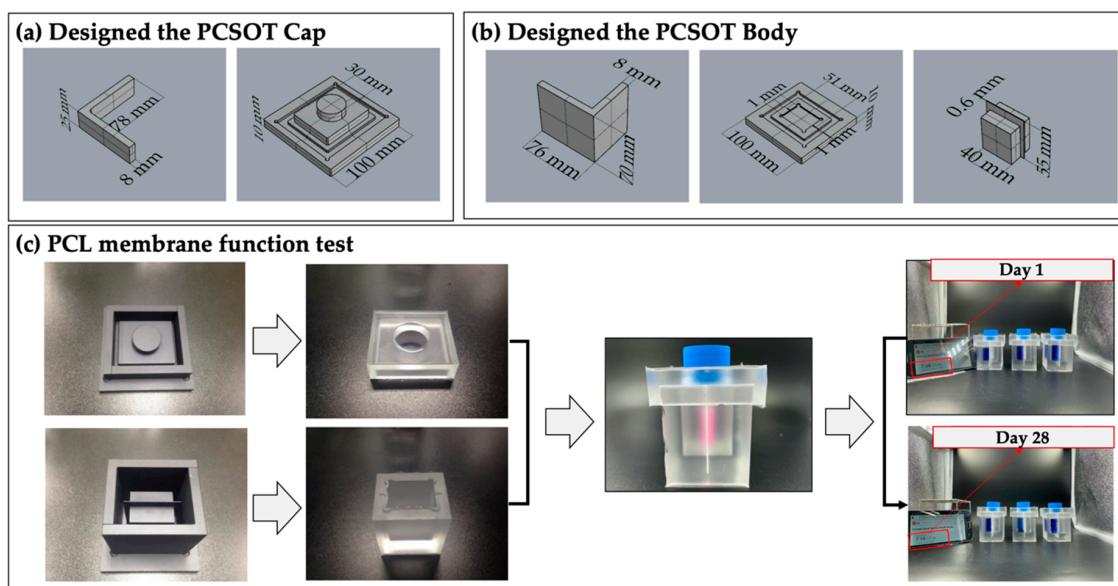 (a) Designed the PCSOT Cap
25 mm
78 mm
8 mm
30 mm
10 mm
100 mm
(b) Designed the PCSOT Body
8 mm
76 mm
70 mm
51 mm
1 mm
100 mm
1 mm
0.6 mm
40 mm
55 mm
(c) PCL membrane function test
Day 1
Day 28